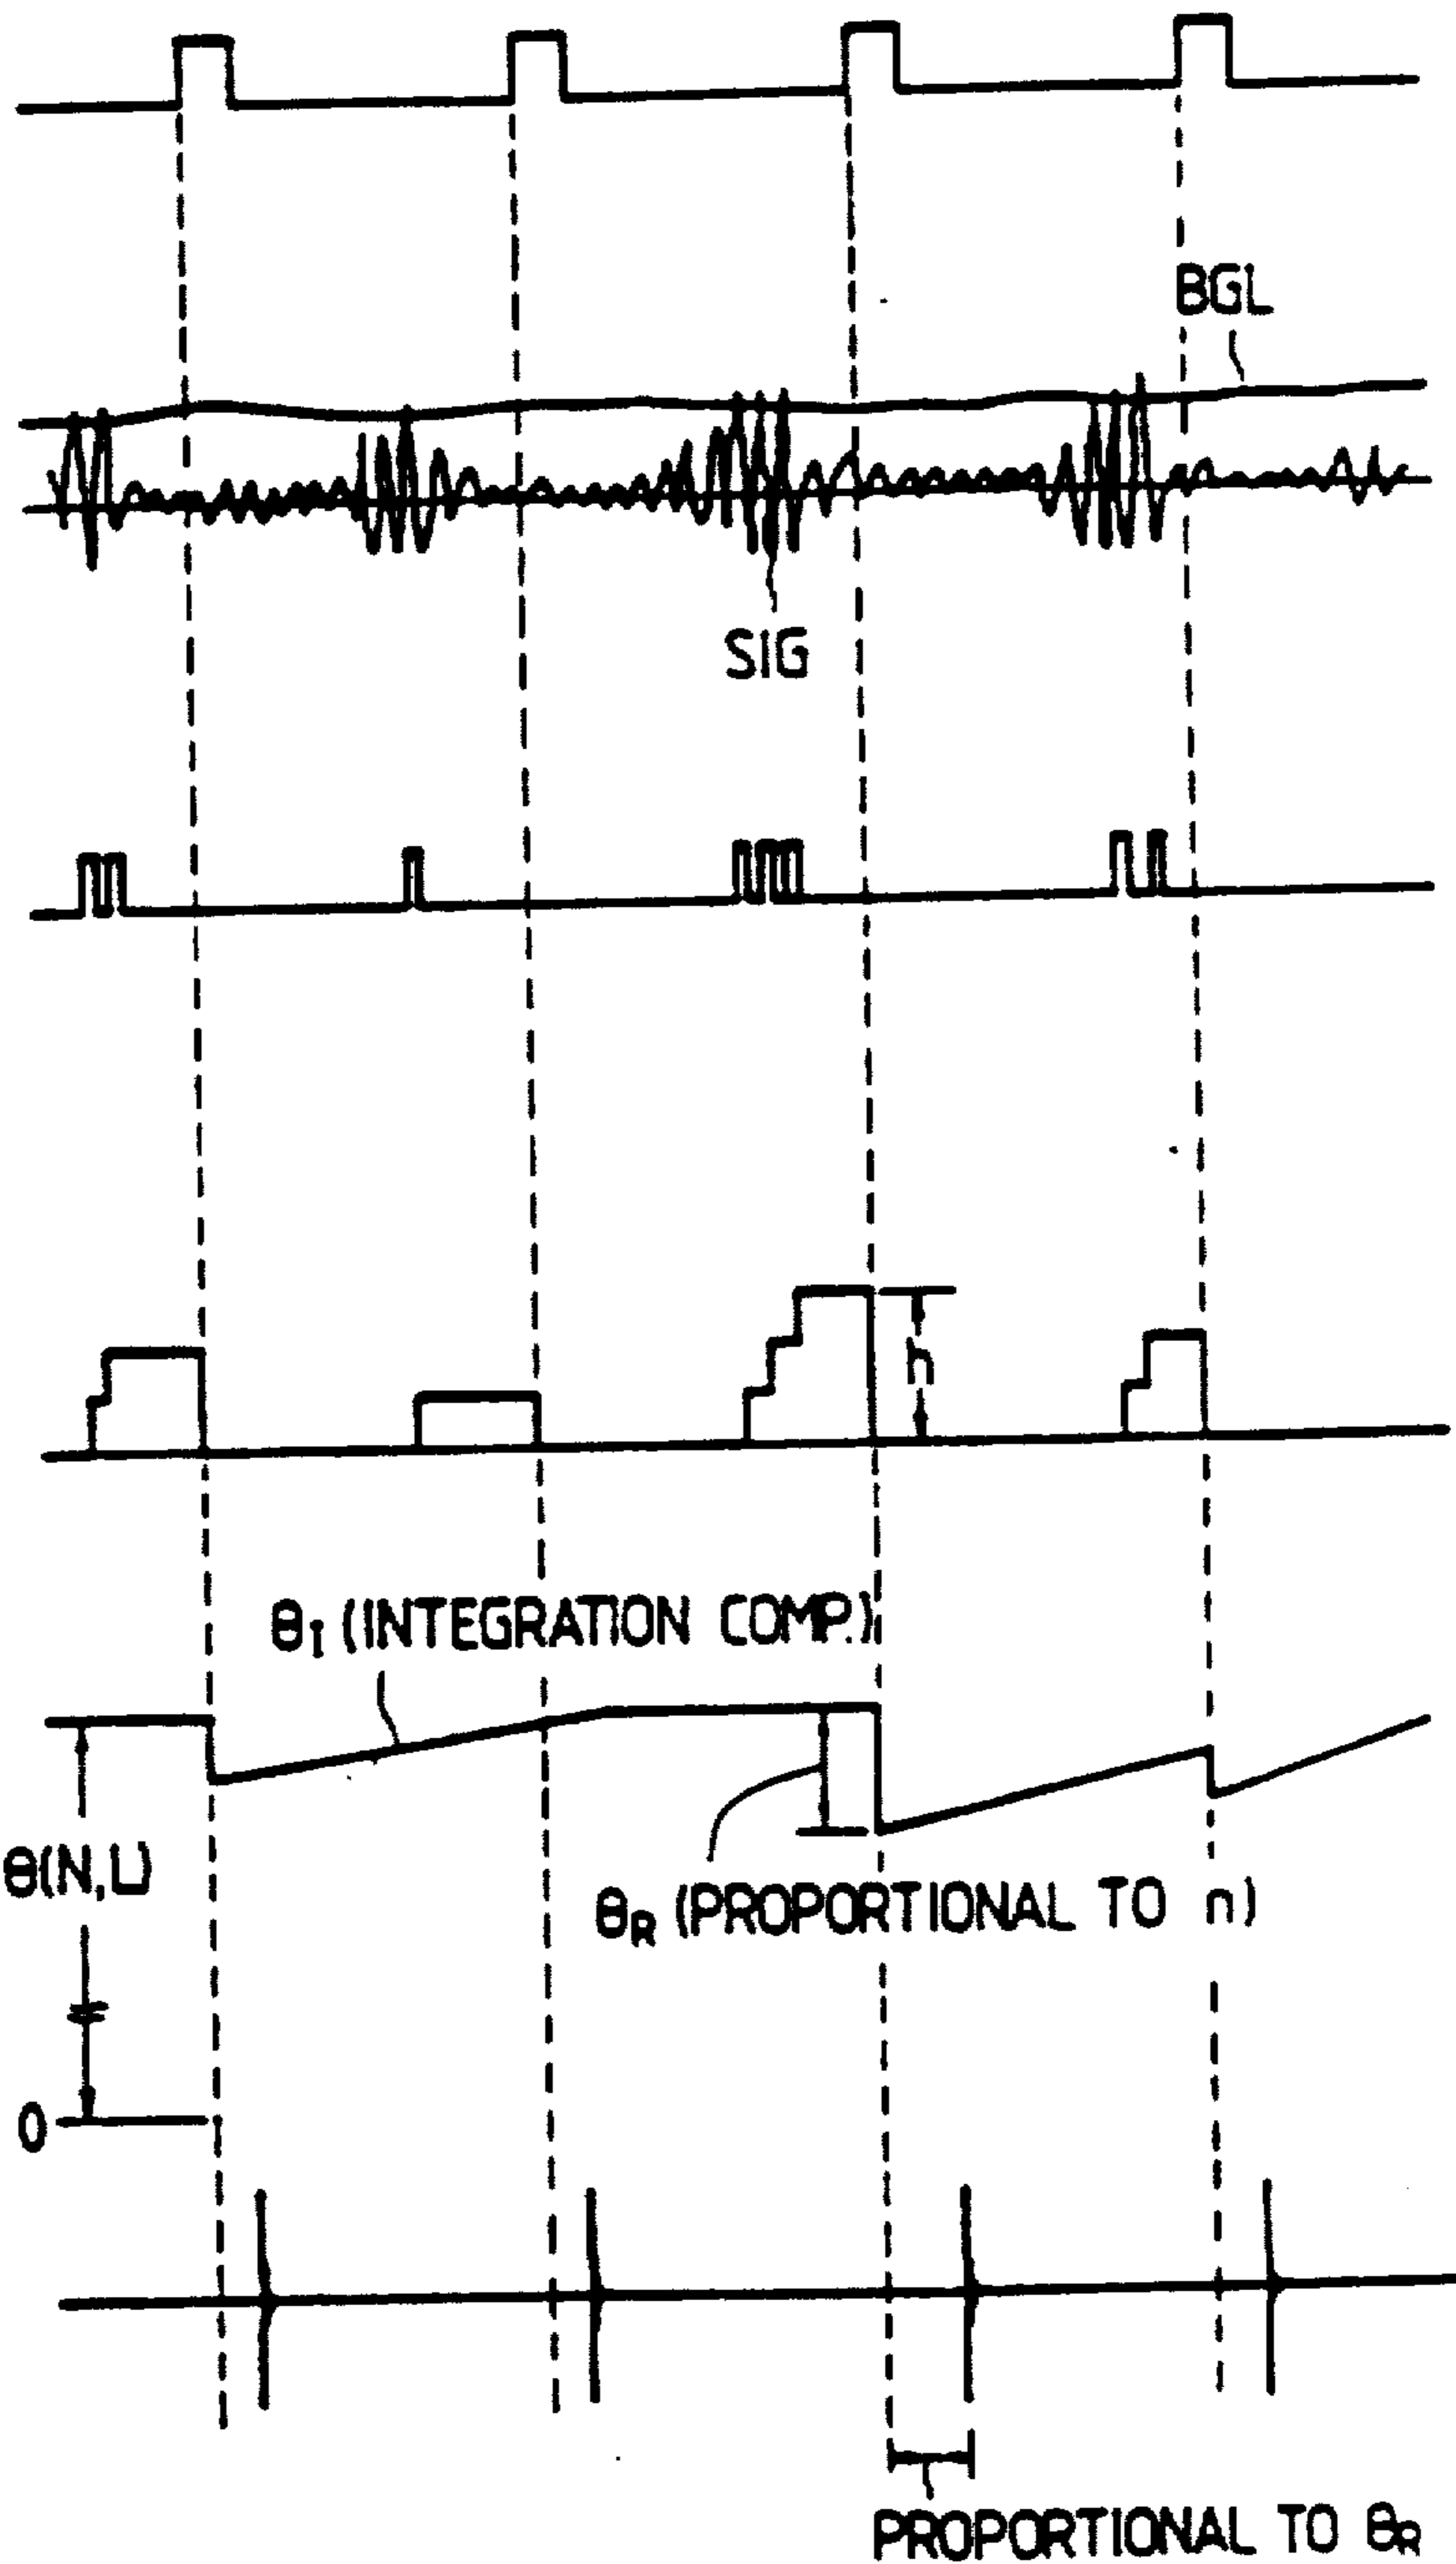 BGL
SIG
n
θI (INTEGRATION COMP.)
θ(N,L)
θR (PROPORTIONAL TO n)
0
PROPORTIONAL TO θR